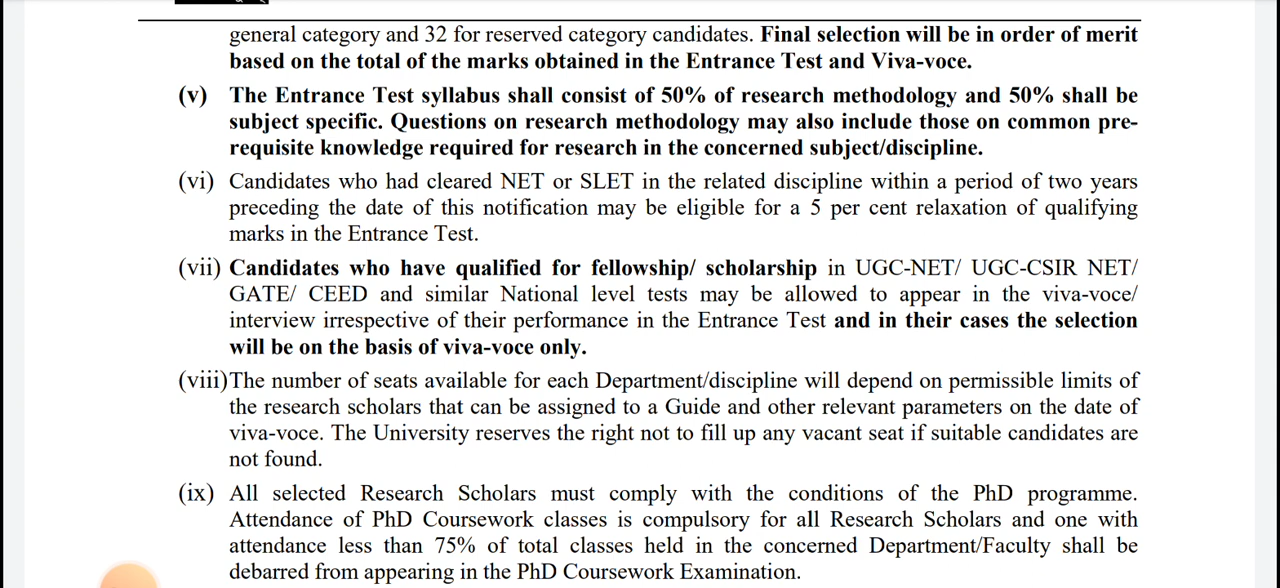 general category and 32 for reserved category candidates. Final selection will be in order of merit
based on the total of the marks obtained in the Entrance Test and Viva-voce.
(v) The Entrance Test syllabus shall consist of 50% of research methodology and 50% shall be
subject specific. Questions on research methodology may also include those on common pre-
requisite knowledge required for research in the concerned subject/discipline.
(vi) Candidates who had cleared NET or SLET in the related discipline within a period of two years
preceding the date of this notification may be eligible for a 5 per cent relaxation of qualifying
marks in the Entrance Test.
(vii) Candidates who have qualified for fellowship/ scholarship in UGC-NET/ UGC-CSIR NET/
GATE/ CEED and similar National level tests may be allowed to appear in the viva-voce/
interview irrespective of their performance in the Entrance Test and in their cases the selection
will be on the basis of viva-voce only.
(viii)The number of seats available for each Department/discipline will depend on permissible limits of
the research scholars that can be assigned to a Guide and other relevant parameters on the date of
viva-voce. The University reserves the right not to fill up any vacant seat if suitable candidates are
not found.
(ix) All selected Research Scholars must comply with the conditions of the PhD programme.
Attendance of PhD Coursework classes is compulsory for all Research Scholars and one with
attendance less than 75% of total classes held in the concerned Department/Faculty shall be
debarred from appearing in the PhD Coursework Examination.